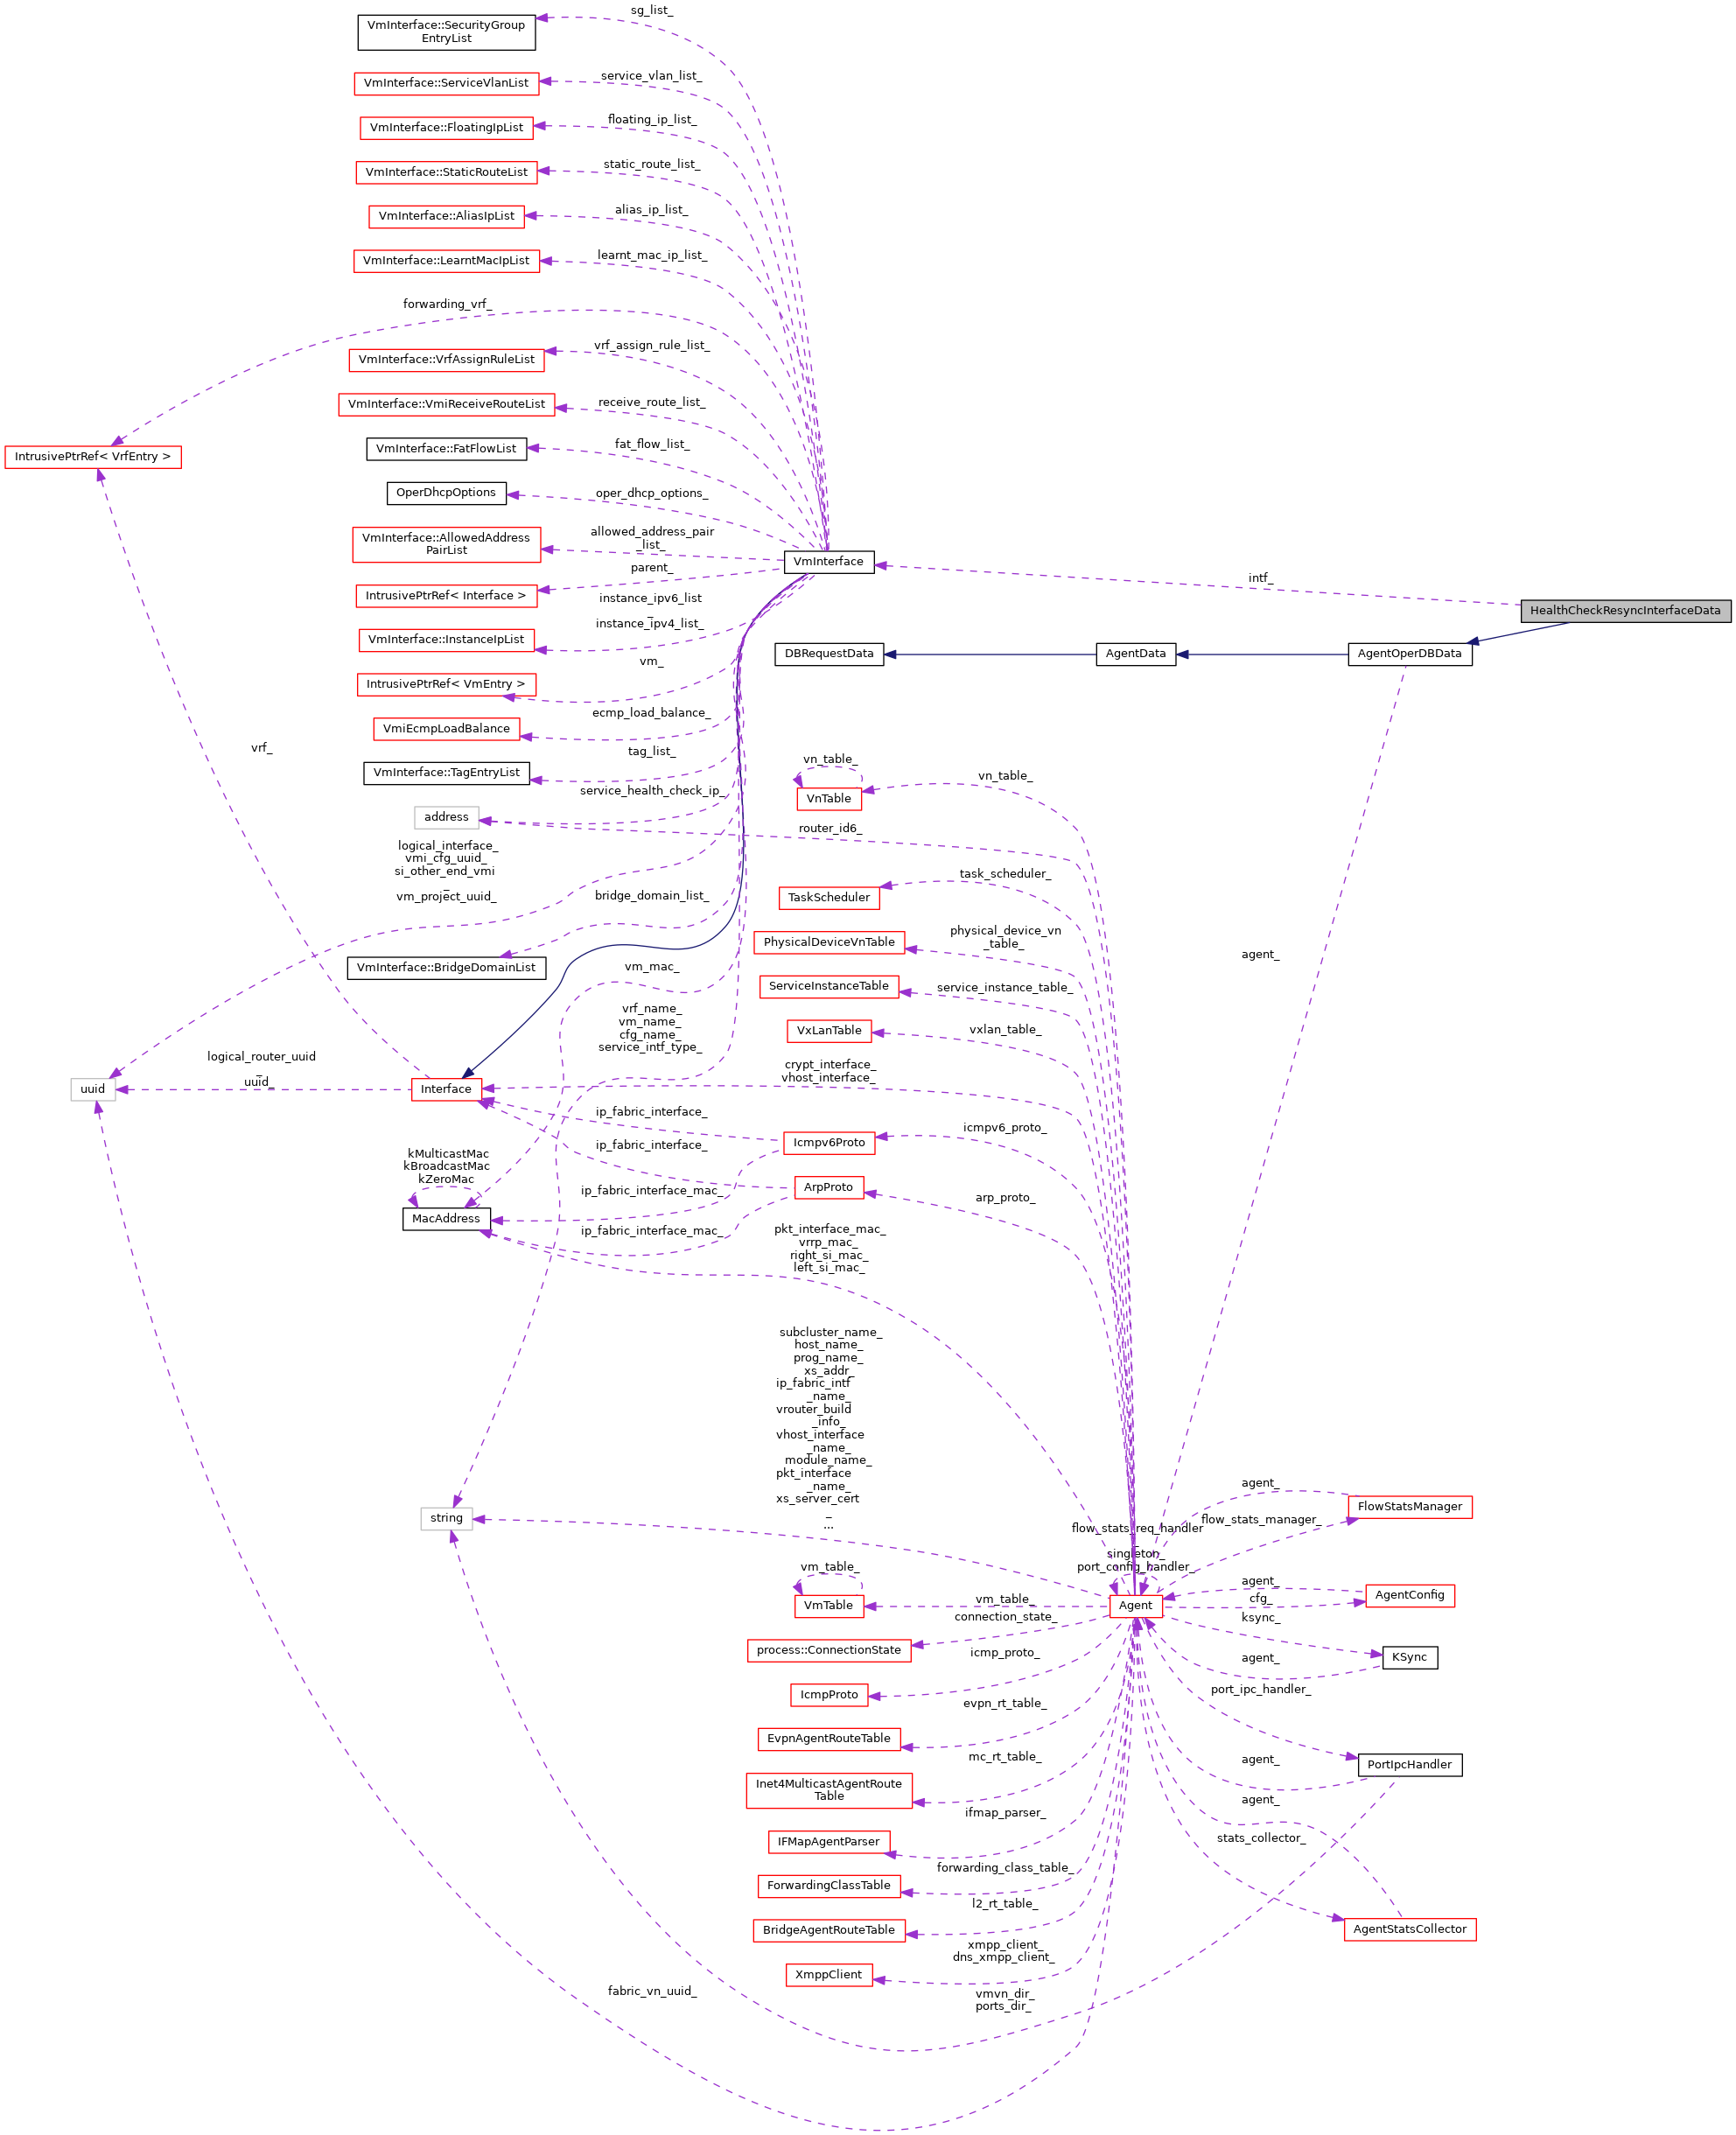 sg_list_
VmInterface::SecurityGroup
EntryList
service_vlan_list_
VmInterface::ServiceVlanList
floating_ip_list_
VmInterface::FloatingIpList
static_route_list_
VmInterface::StaticRouteList
alias_ip_list_
VmInterface::AliasIpList
learnt_mac_ip_list_
VmInterface::LearntMacIpList
forwarding_vrf_
vrf_assign_rule_list_
VmInterface::VrfAssignRuleList
receive_route_list_
VmInterface::VmiReceiveRouteList
fat_flow_list_
VmInterface::FatFlowList
IntrusivePtrRef< VrfEntry >
oper_dhcp_options_
OperDhcpOptions
allowed_address_pair
_list_
VmInterface::AllowedAddress
PairList
VmInterface
parent_
intf_
IntrusivePtrRef< Interface >
HealthCheckResyncInterfaceData
instance_ipv6_list
_
instance_ipv4_list_
VmInterface::InstanceIpList
DBRequestData
AgentData
AgentOperDBData
vm_
IntrusivePtrRef< VmEntry >
ecmp_load_balance_
VmiEcmpLoadBalance
vrf_
tag_list_
VmInterface::TagEntryList
vn_table_
vn_table_
VnTable
service_health_check_ip_
address
router_id6_
logical_interface_
vmi_cfg_uuid_
si_other_end_vmi
_
vm_project_uuid_
task_scheduler_
TaskScheduler
bridge_domain_list_
VmInterface::BridgeDomainList
physical_device_vn
_table_
PhysicalDeviceVnTable
agent_
vm_mac_
service_instance_table_
ServiceInstanceTable
vrf_name_
vm_name_
cfg_name_
service_intf_type_
vxlan_table_
VxLanTable
logical_router_uuid
_
uuid_
uuid
Interface
crypt_interface_
vhost_interface_
ip_fabric_interface_
icmpv6_proto_
Icmpv6Proto
ip_fabric_interface_
kMulticastMac
kBroadcastMac
kZeroMac
ArpProto
ip_fabric_interface_mac_
arp_proto_
MacAddress
ip_fabric_interface_mac_
pkt_interface_mac_
vrrp_mac_
right_si_mac_
left_si_mac_
subcluster_name_
host_name_
prog_name_
xs_addr_
ip_fabric_intf
_name_
vrouter_build
_info_
vhost_interface
_name_
module_name_
pkt_interface
_name_
xs_server_cert
_
...
string
agent_
FlowStatsManager
flow_stats_manager_
flow_stats_req_handler
_
singleton_
port_config_handler_
vm_table_
VmTable
vm_table_
Agent
agent_
cfg_
AgentConfig
connection_state_
process::ConnectionState
ksync_
KSync
agent_
icmp_proto_
IcmpProto
port_ipc_handler_
evpn_rt_table_
EvpnAgentRouteTable
mc_rt_table_
Inet4MulticastAgentRoute
Table
agent_
PortIpcHandler
agent_
ifmap_parser_
IFMapAgentParser
stats_collector_
forwarding_class_table_
ForwardingClassTable
l2_rt_table_
BridgeAgentRouteTable
AgentStatsCollector
xmpp_client_
dns_xmpp_client_
XmppClient
fabric_vn_uuid_
vmvn_dir_
ports_dir_